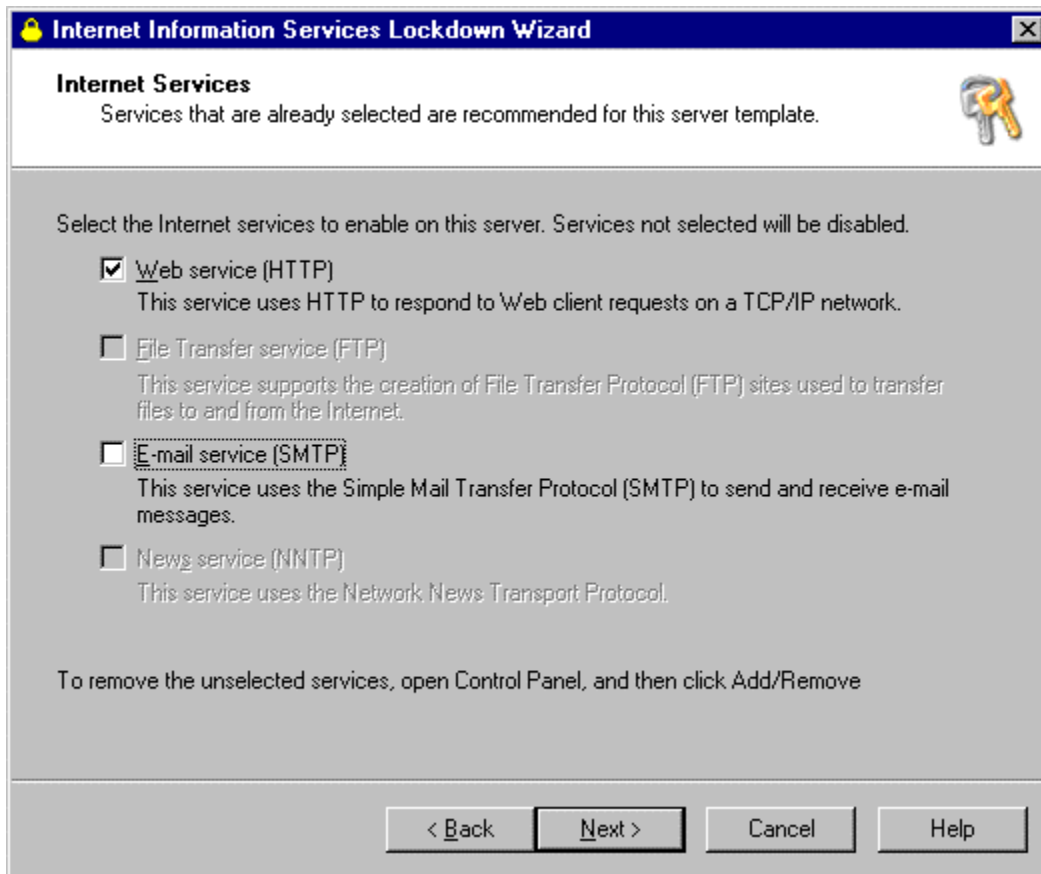 Internet Information Services Lockdown Wizard
Internet Services
Services that are already selected are recommended for this server template.
Select the Internet services to enable on this server. Services not selected will be disabled.
Web service (HTTP)
This service uses HTTP to respond to Web client requests on a TCP/IP network.
File Transfer service (FTP)
This service supports the creation of File Transfer Protocol (FTP) sites used to transfer
files to and from the Internet.
E-mail service (SMTP)
This service uses the Simple Mail Transfer Protocol (SMTP) to send and receive e-mail
messages.
News service (NNTP)
This service uses the Network News Transport Protocol.
To remove the unselected services, open Control Panel, and then click Add/Remove
< Back Next > Cancel Help